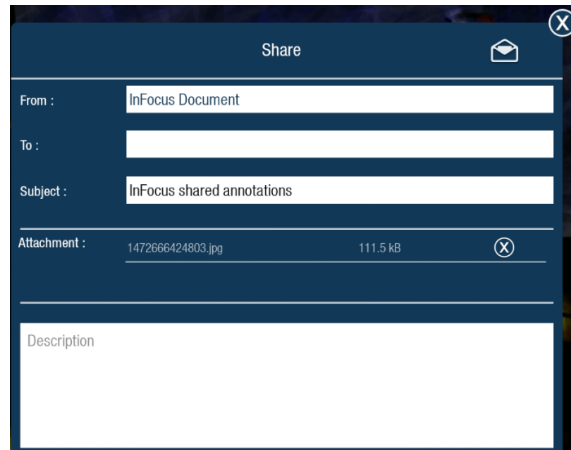 Share
From :
InFocus Document
To :
Subject :
InFocus shared annotations
Attachment :
1472666424803.jpg 111.5 kB
Description